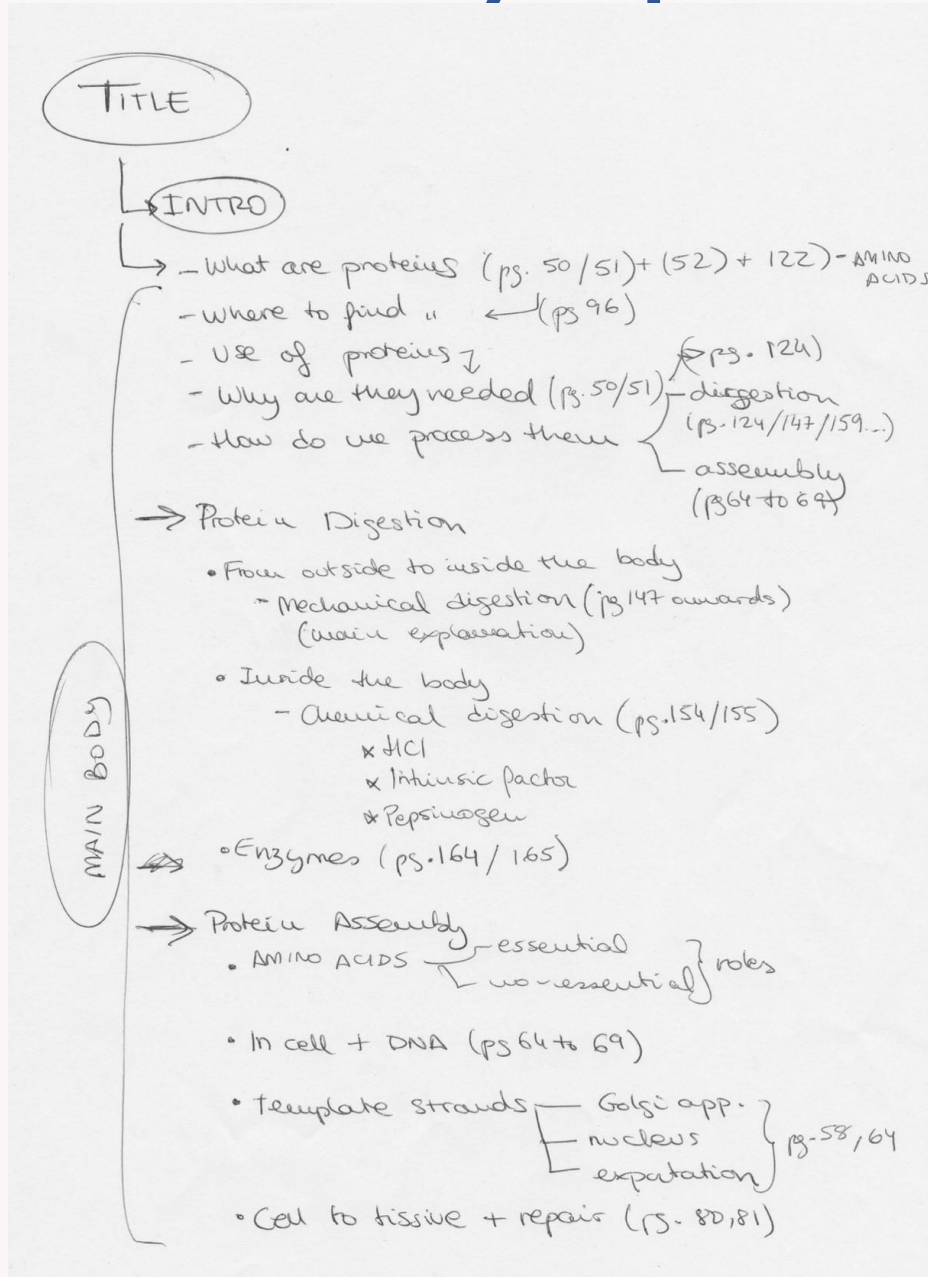 TITLE
INTRO
- What are proteins (pg. 50/51) + (52) + 122) - AMINO ACIDS
- where to find " (pg 96)
- Use of proteins
- Why are they needed (pg. 50/51)
- How do we process them
pg. 124)
- diegestion
(pg. 124/147/159...)
assembly
(pg 64 to 69)
Protein Digestion
• From outside to inside the body
- Mechanical digestion (pg 147 onwards)
(main explanation)
• Inside the body
- Chemical digestion (pg. 154/155)
* HCl
* Intrinsic factor
* Pepsinogen
• Enzymes (pg. 164/165)
MAIN BODY
Protein Assembly
• AMINO ACIDS
essential
no-essential
roles
• In cell + DNA (pg 64 to 69)
• template strands
Golgi app.
nucleus
expotation
pg. 58, 64
• Cell to tissive + repair (pg. 80, 81)